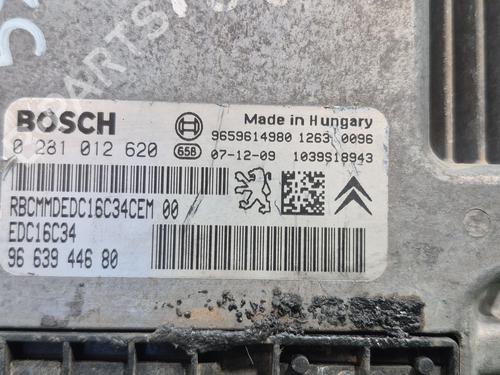 BOSCH
Made in Hungary
9659614980 1263 0096
0 281 012 620
658
07-12-09 1039S18943
RBCMMDEDC16C34CEM 00
EDC16C34
96 639 446 80